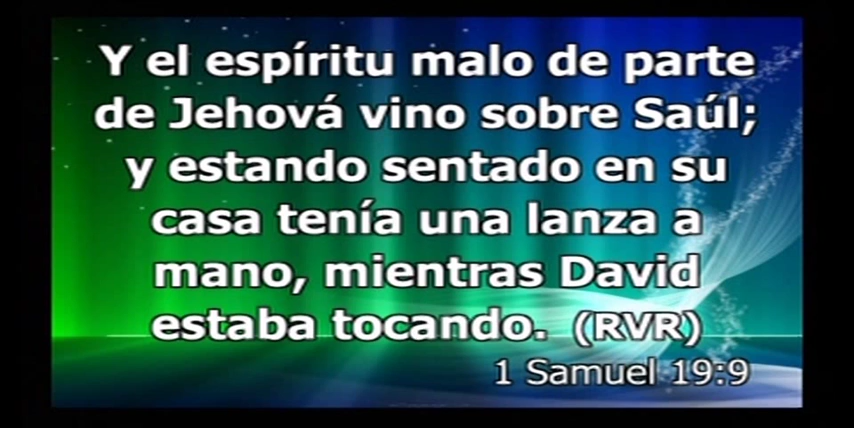 Y el espíritu malo de parte
de Jehová vino sobre Saúl;
y estando sentado en su
casa tenía una lanza a
mano, mientras David
estaba tocando. (RVR)
1 Samuel 19:9